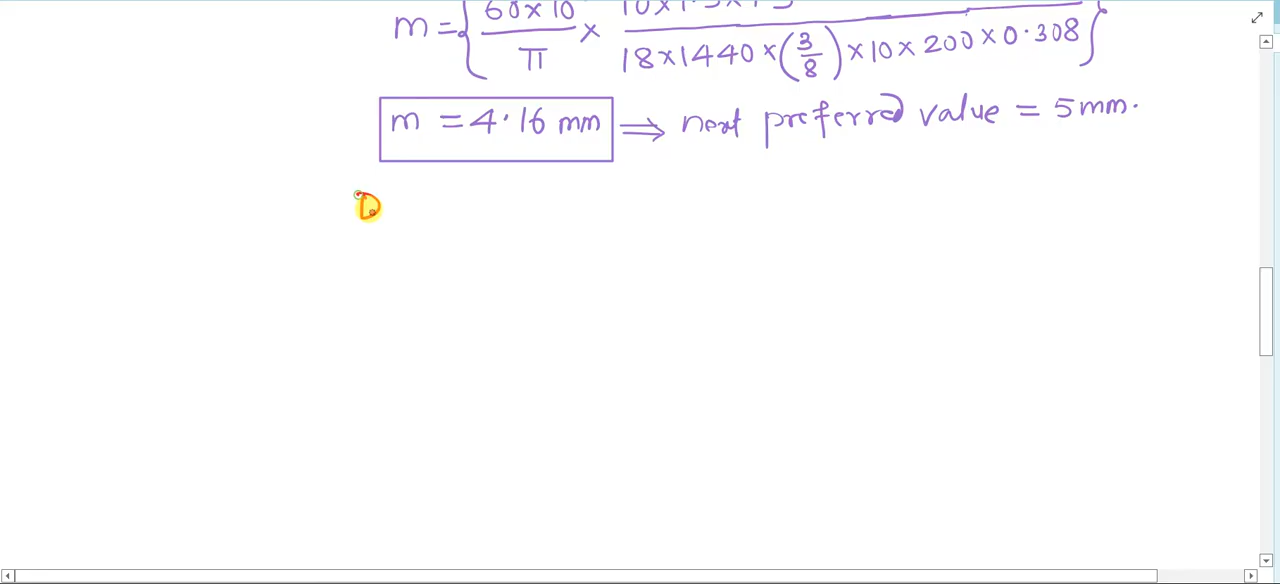 m = { 60×10 / π × 10×1.5×1.5 / 18×1440×(3/8)×10×200×0.308 }
m = 4.16 mm ⇒ next preferred value = 5 mm.
D